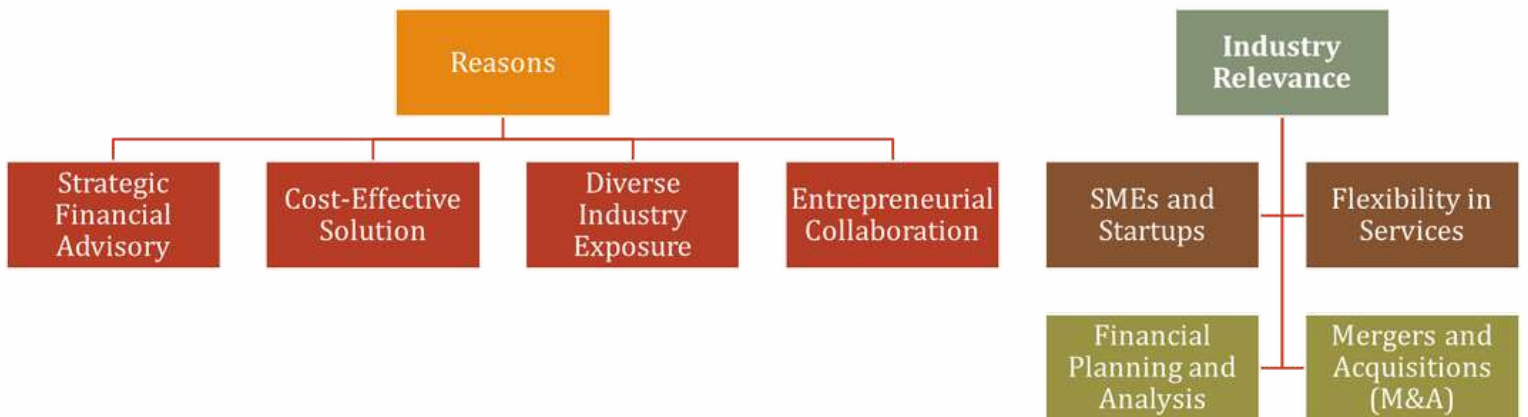 Reasons
Strategic
Financial
Advisory
Cost-Effective
Solution
Diverse
Industry
Exposure
Entrepreneurial
Collaboration
Industry
Relevance
SMEs and
Startups
Flexibility in
Services
Financial
Planning and
Analysis
Mergers and
Acquisitions
(M&A)